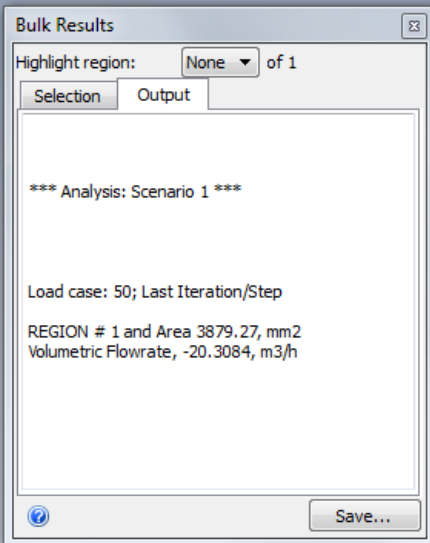 Bulk Results
Highlight region: None of 1
Selection Output
*** Analysis: Scenario 1 ***
Load case: 50; Last Iteration/Step
REGION # 1 and Area 3879.27, mm2
Volumetric Flowrate, -20.3084, m3/h
Save...